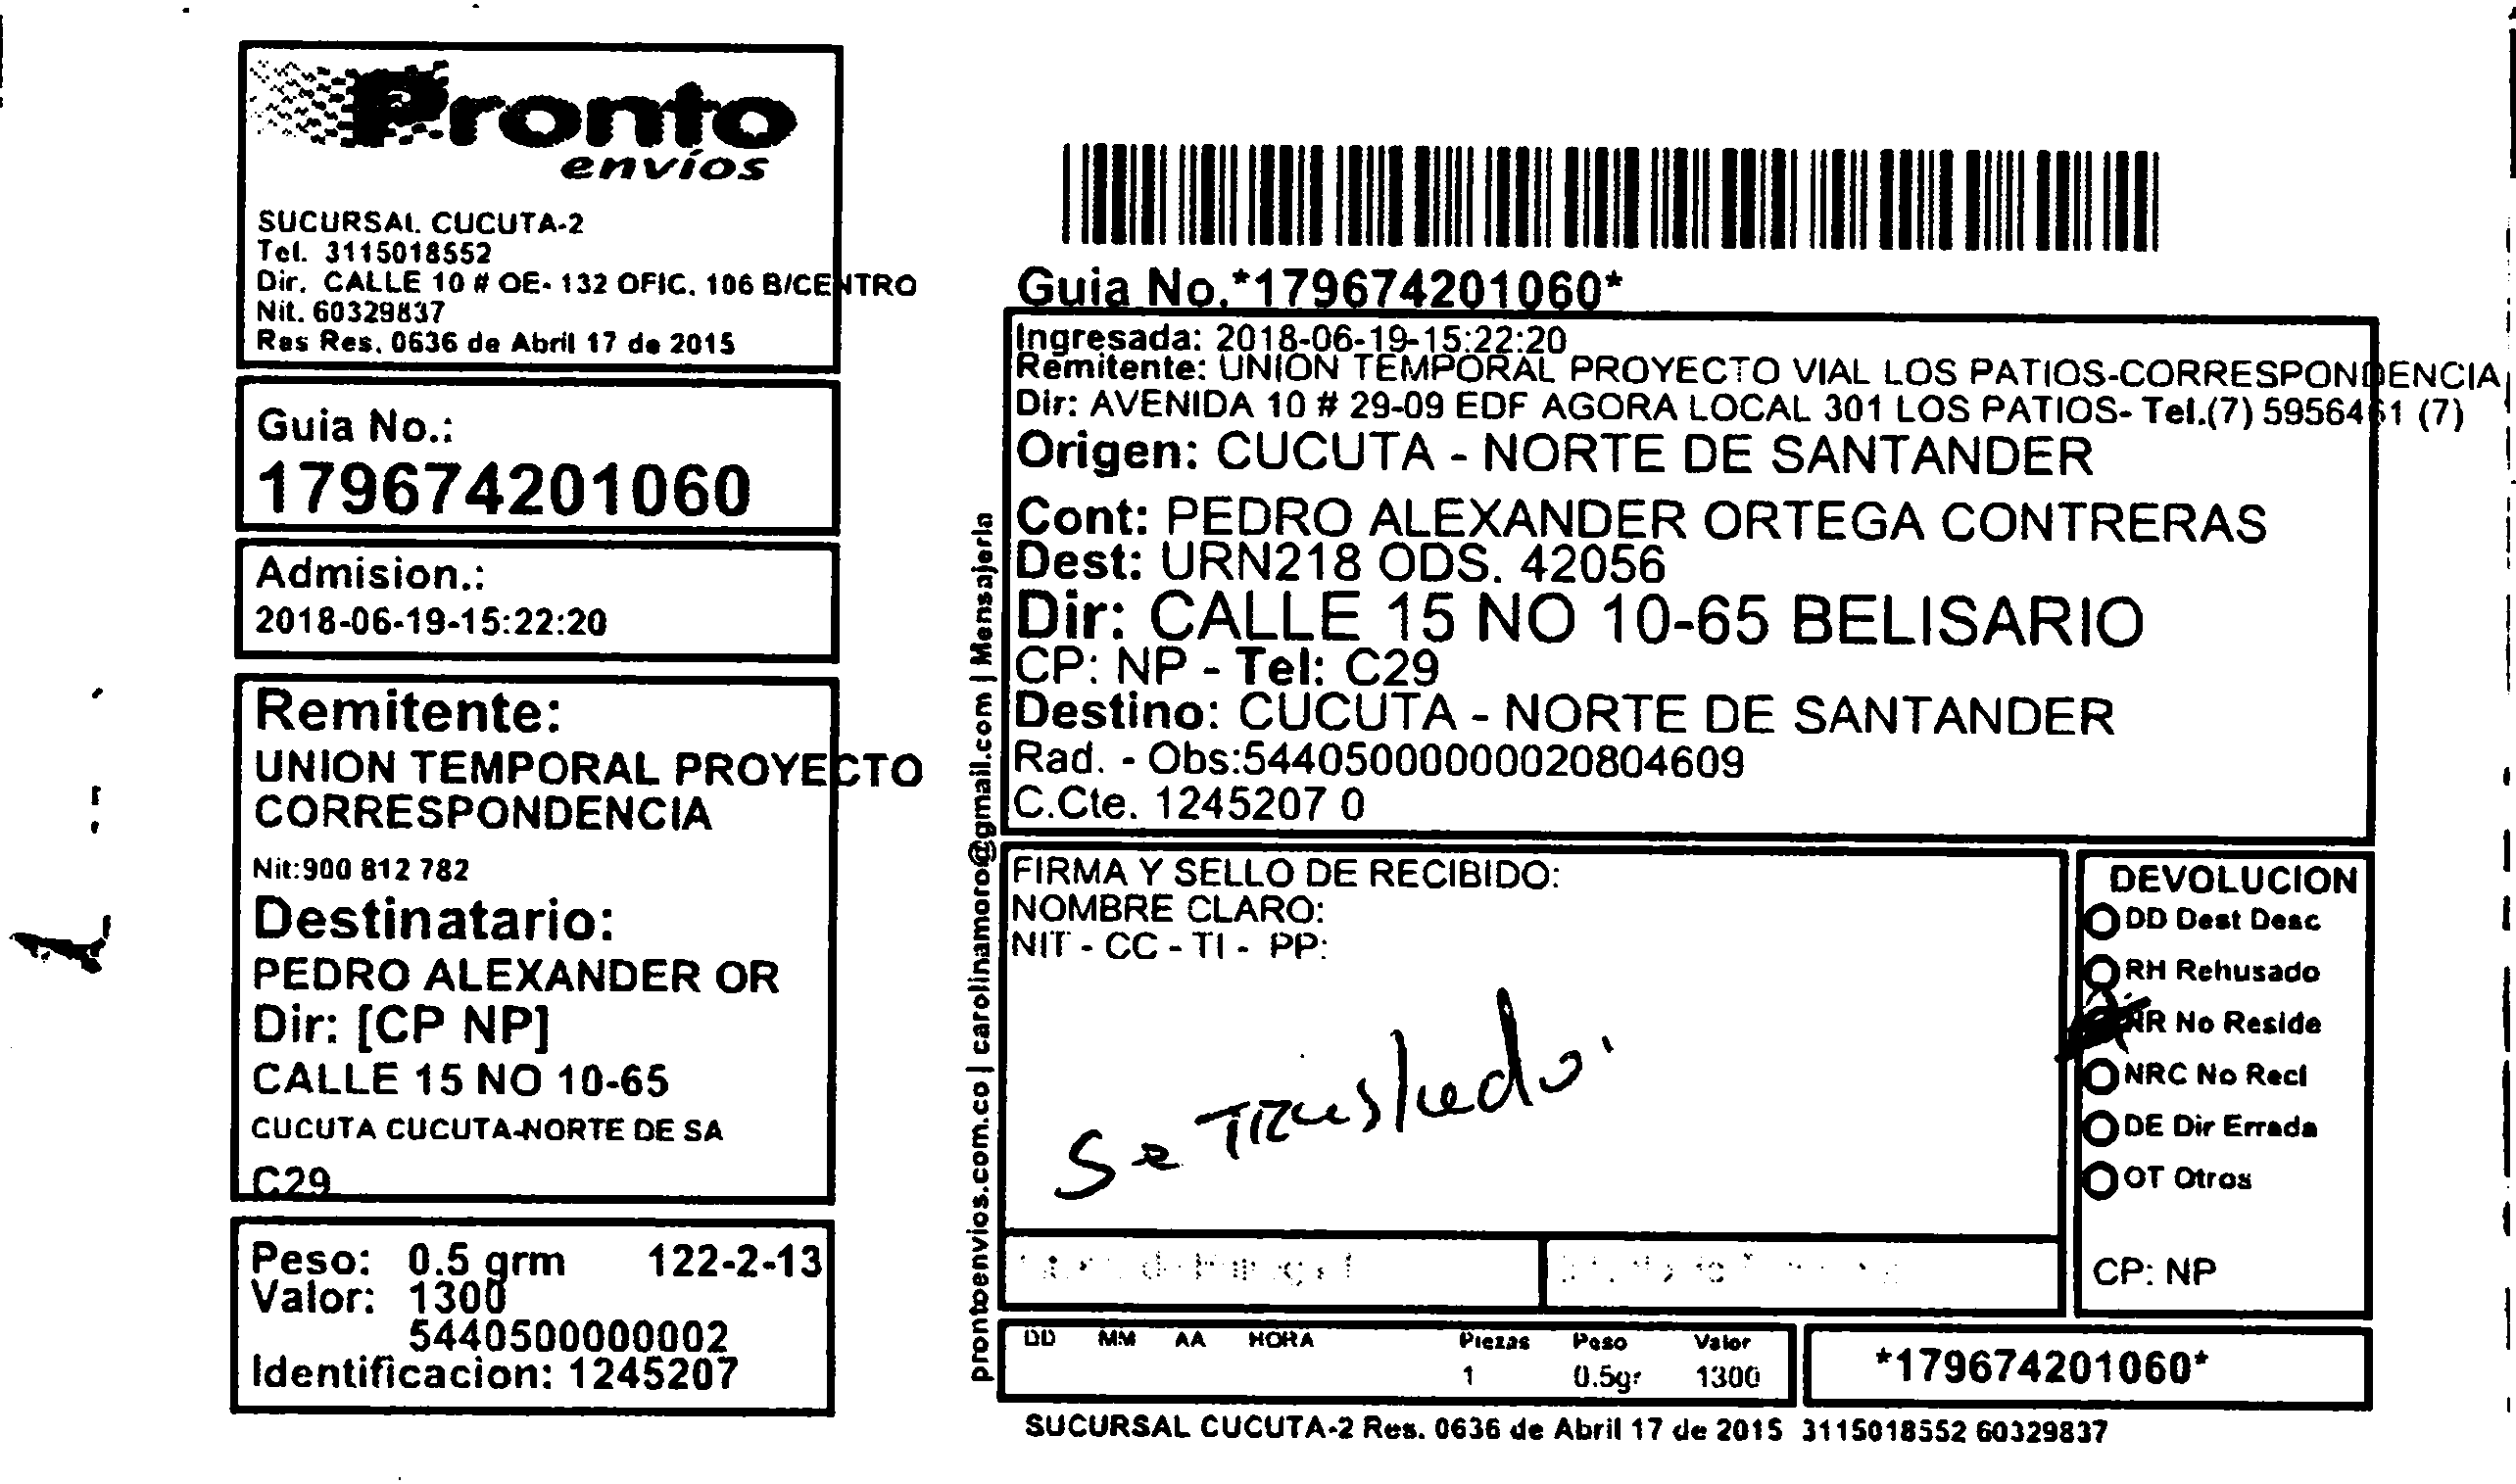 Pronto
envíos
SUCURSAL CUCUTA-2
Tel. 3115018552
Dir. CALLE 10 # OE- 132 OFIC. 106 B/CENTRO
Nit. 60329837
Res Res. 0636 de Abril 17 de 2015
Guia No.:
179674201060
Admision.:
2018-06-19-15:22:20
Remitente:
UNION TEMPORAL PROYECTO
CORRESPONDENCIA
Nit:900 812 782
Destinatario:
PEDRO ALEXANDER OR
Dir: [CP NP]
CALLE 15 NO 10-65
CUCUTA CUCUTA-NORTE DE SA
C29
Peso: 0.5 grm 122-2-13
Valor: 1300
5440500000002
Identificacion: 1245207
prontoenvios.com.co | carolinamoro@gmail.com | Mensajeria
Guia No.*179674201060*
Ingresada: 2018-06-19-15:22:20
Remitente: UNION TEMPORAL PROYECTO VIAL LOS PATIOS-CORRESPONDENCIA
Dir: AVENIDA 10 # 29-09 EDF AGORA LOCAL 301 LOS PATIOS- Tel.(7) 5956461 (7)
Origen: CUCUTA - NORTE DE SANTANDER
Cont: PEDRO ALEXANDER ORTEGA CONTRERAS
Dest: URN218 ODS. 42056
Dir: CALLE 15 NO 10-65 BELISARIO
CP: NP - Tel: C29
Destino: CUCUTA - NORTE DE SANTANDER
Rad. - Obs:544050000000020804609
C.Cte. 1245207 0
FIRMA Y SELLO DE RECIBIDO:
NOMBRE CLARO:
NIT - CC - TI - PP:
Se Trasledo.
DEVOLUCION
DD Dest Desc
RH Rehusado
NR No Reside
NRC No Recl
DE Dir Errada
OT Otros
CP: NP
DD MM AA HORA Piezas Peso Valor
1 0.5gr 1300
*179674201060*
SUCURSAL CUCUTA-2 Res. 0636 de Abril 17 de 2015 3115018552 60329837